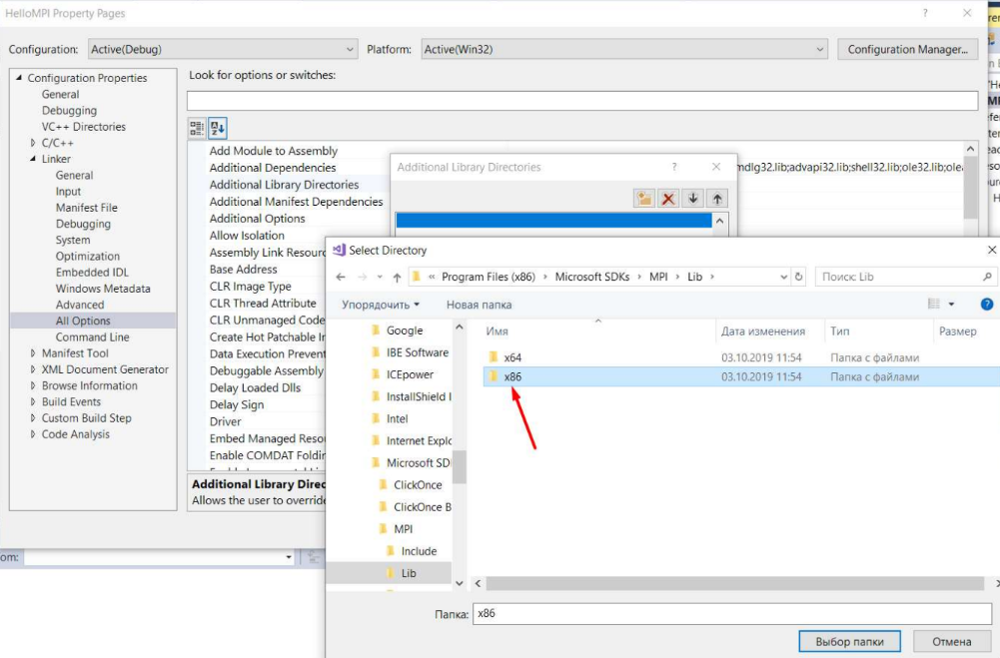 HelloMPI Property Pages
Configuration: Active(Debug) Platform: Active(Win32) Configuration Manager...
Configuration Properties
General
Debugging
VC++ Directories
C/C++
Linker
General
Input
Manifest File
Debugging
System
Optimization
Embedded IDL
Windows Metadata
Advanced
All Options
Command Line
Manifest Tool
XML Document Generator
Browse Information
Build Events
Custom Build Step
Code Analysis
Look for options or switches:
Add Module to Assembly
Additional Dependencies
mdlg32.lib;advapi32.lib;shell32.lib;ole32.lib;olea
Additional Library Directories
Additional Manifest Dependencies
Additional Options
Allow Isolation
Assembly Link Resourc
Base Address
CLR Image Type
CLR Thread Attribute
CLR Unmanaged Code
Create Hot Patchable Ir
Data Execution Prevent
Debuggable Assembly
Delay Loaded Dlls
Delay Sign
Driver
Embed Managed Reso
Enable COMDAT Foldir
Additional Library Direc
Allows the user to override
Additional Library Directories
Select Directory
« Program Files (x86) › Microsoft SDKs › MPI › Lib ›
Поиск: Lib
Упорядочить Новая папка
Google
IBE Software
ICEpower
InstallShield I
Intel
Internet Explo
Microsoft SD
ClickOnce
ClickOnce B
MPI
Include
Lib
Имя Дата изменения Тип Размер
x64 03.10.2019 11:54 Папка с файлами
x86 03.10.2019 11:54 Папка с файлами
Папка: x86
Выбор папки Отмена
om: